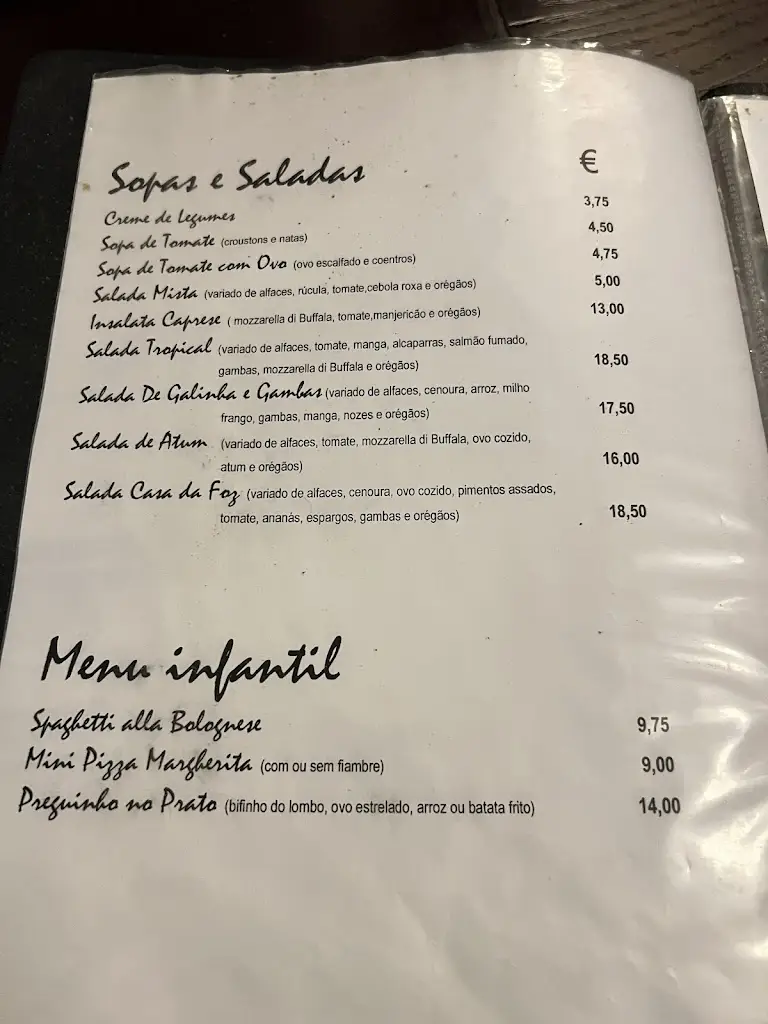 Sopas e Saladas €
Creme de Legumes 3,75
Sopa de Tomate (croustons e natas) 4,50
Sopa de Tomate com Ovo (ovo escalfado e coentros) 4,75
Salada Mista (variado de alfaces, rúcula, tomate,cebola roxa e orégãos) 5,00
Insalata Caprese ( mozzarella di Buffala, tomate,manjericão e orégãos) 13,00
Salada Tropical (variado de alfaces, tomate, manga, alcaparras, salmão fumado,
gambas, mozzarella di Buffala e orégãos) 18,50
Salada De Galinha e Gambas (variado de alfaces, cenoura, arroz, milho
frango, gambas, manga, nozes e orégãos) 17,50
Salada de Atum (variado de alfaces, tomate, mozzarella di Buffala, ovo cozido,
atum e orégãos) 16,00
Salada Casa da Foz (variado de alfaces, cenoura, ovo cozido, pimentos assados,
tomate, ananás, espargos, gambas e orégãos) 18,50
Menu infantil
Spaghetti alla Bolognese 9,75
Mini Pizza Margherita (com ou sem fiambre) 9,00
Preguinho no Prato (bifinho do lombo, ovo estrelado, arroz ou batata frito) 14,00